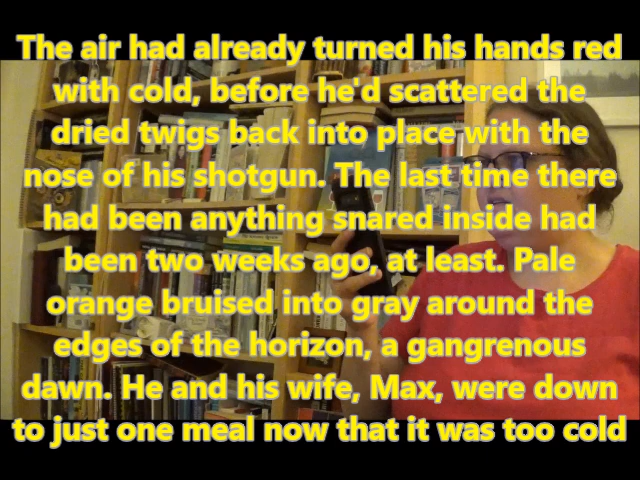 The air had already turned his hands red
with cold, before he'd scattered the
dried twigs back into place with the
nose of his shotgun. The last time there
had been anything snared inside had
been two weeks ago, at least. Pale
orange bruised into gray around the
edges of the horizon, a gangrenous
dawn. He and his wife, Max, were down
to just one meal now that it was too cold